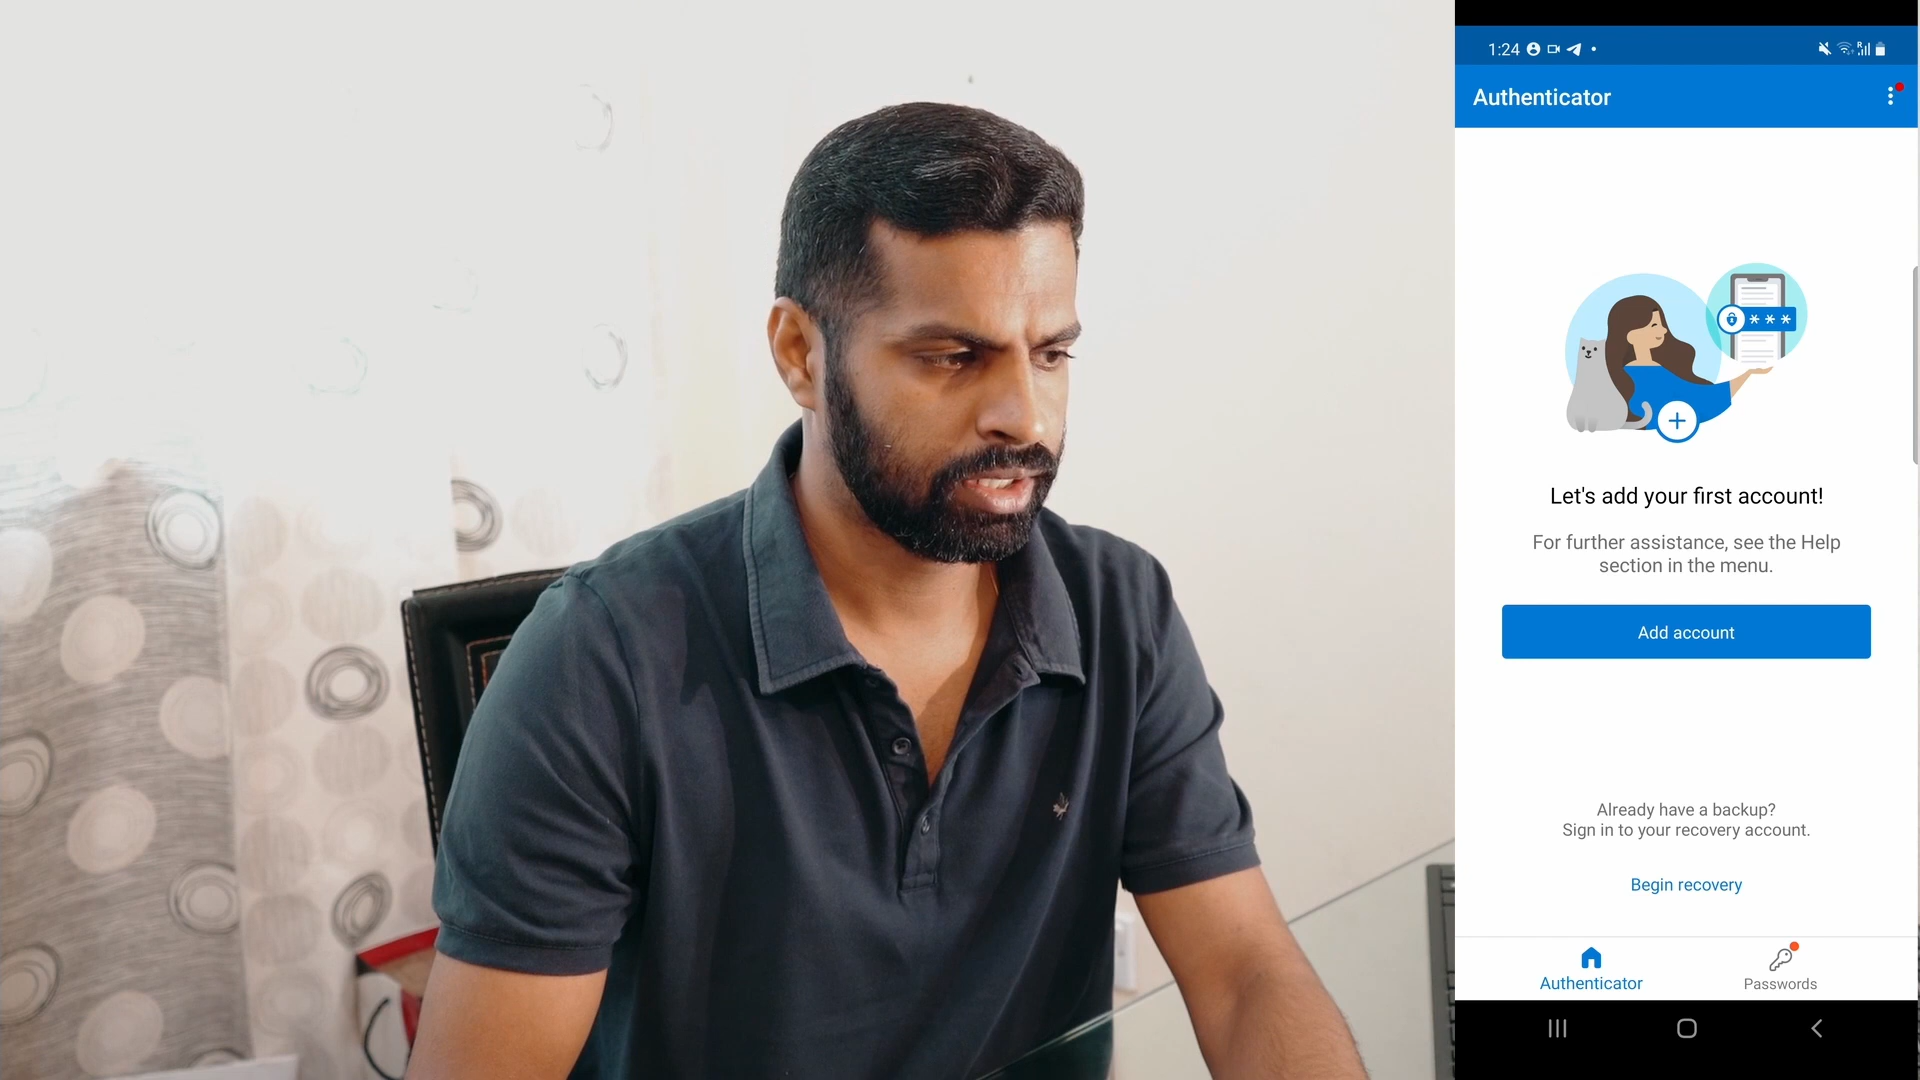 1:24
Authenticator
***
Let's add your first account!
For further assistance, see the Help
section in the menu.
Add account
Already have a backup?
Sign in to your recovery account.
Begin recovery
Authenticator
Passwords